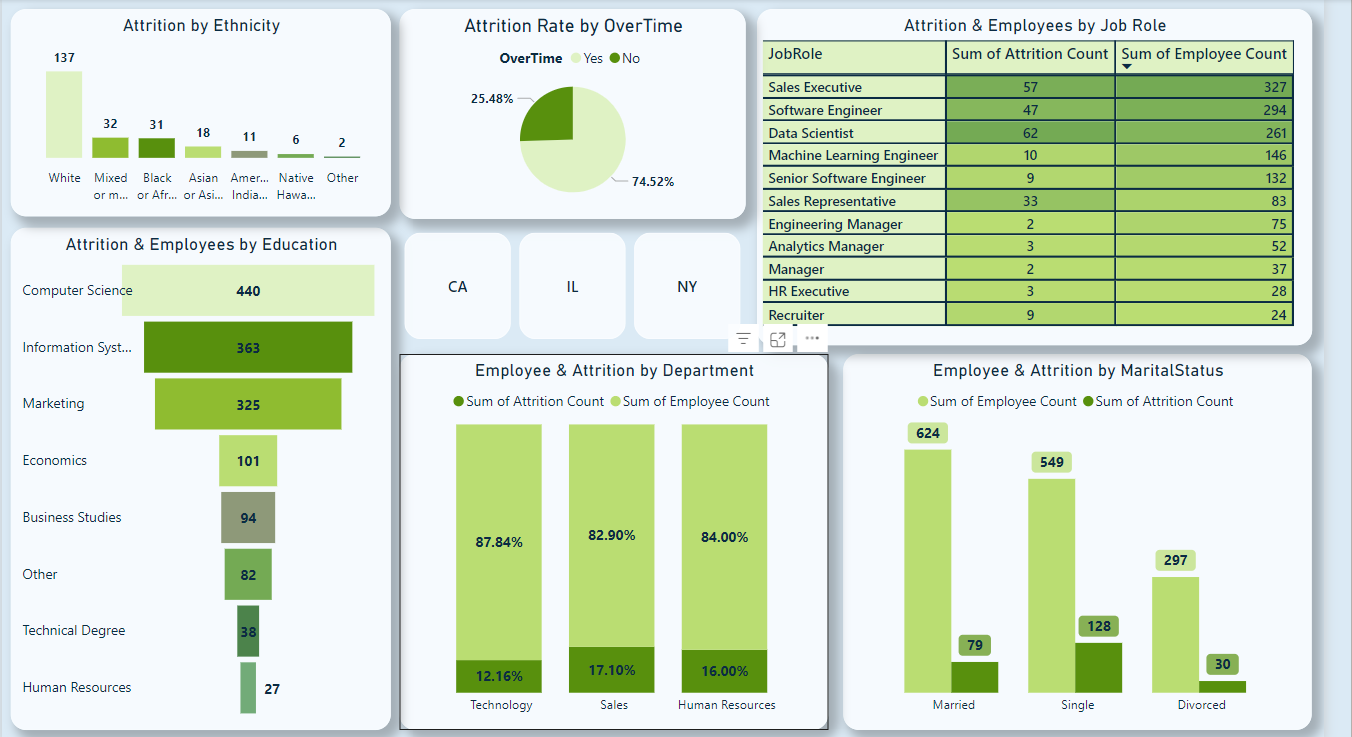 Attrition by Ethnicity
137
32
31
18
11
6
2
White
Mixed
or m...
Black
or Afr...
Asian
or Asi...
Amer...
India...
Native
Hawa...
Other
Attrition Rate by OverTime
OverTime Yes No
25.48%
74.52%
Attrition & Employees by Job Role
JobRole Sum of Attrition Count Sum of Employee Count
Sales Executive 57 327
Software Engineer 47 294
Data Scientist 62 261
Machine Learning Engineer 10 146
Senior Software Engineer 9 132
Sales Representative 33 83
Engineering Manager 2 75
Analytics Manager 3 52
Manager 2 37
HR Executive 3 28
Recruiter 9 24
Attrition & Employees by Education
Computer Science 440
Information Syst... 363
Marketing 325
Economics 101
Business Studies 94
Other 82
Technical Degree 38
Human Resources 27
CA
IL
NY
Employee & Attrition by Department
Sum of Attrition Count Sum of Employee Count
87.84% 82.90% 84.00%
12.16% 17.10% 16.00%
Technology Sales Human Resources
Employee & Attrition by MaritalStatus
Sum of Employee Count Sum of Attrition Count
624
79
549
128
297
30
Married Single Divorced